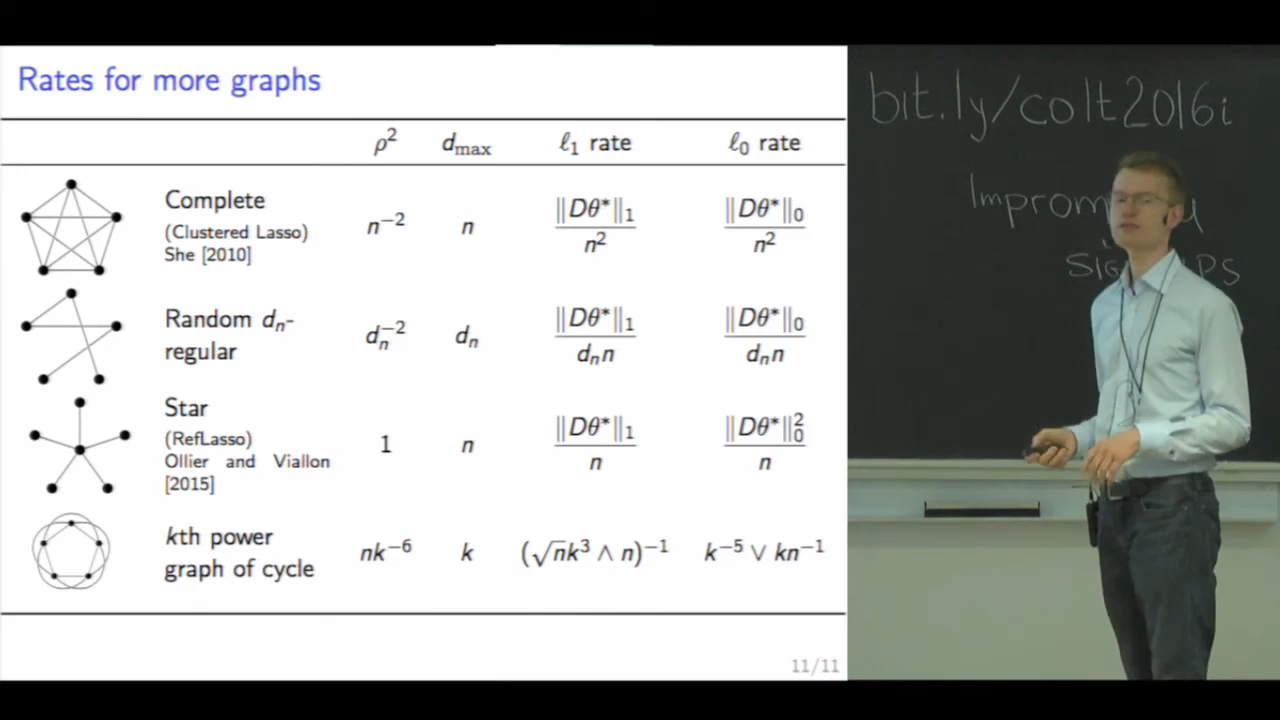 Rates for more graphs
ρ² d_max ℓ₁ rate ℓ₀ rate
Complete
(Clustered Lasso)
She [2010]
n⁻² n ‖Dθ*‖₁ / n² ‖Dθ*‖₀ / n²
Random dₙ-
regular
dₙ⁻² dₙ ‖Dθ*‖₁ / dₙn ‖Dθ*‖₀ / dₙn
Star
(RefLasso)
Ollier and Viallon
[2015]
1 n ‖Dθ*‖₁ / n ‖Dθ*‖₀² / n
kth power
graph of cycle
nk⁻⁶ k (√nk³ ∧ n)⁻¹ k⁻⁵ ∨ kn⁻¹
11/11
bit.ly/colt2016i